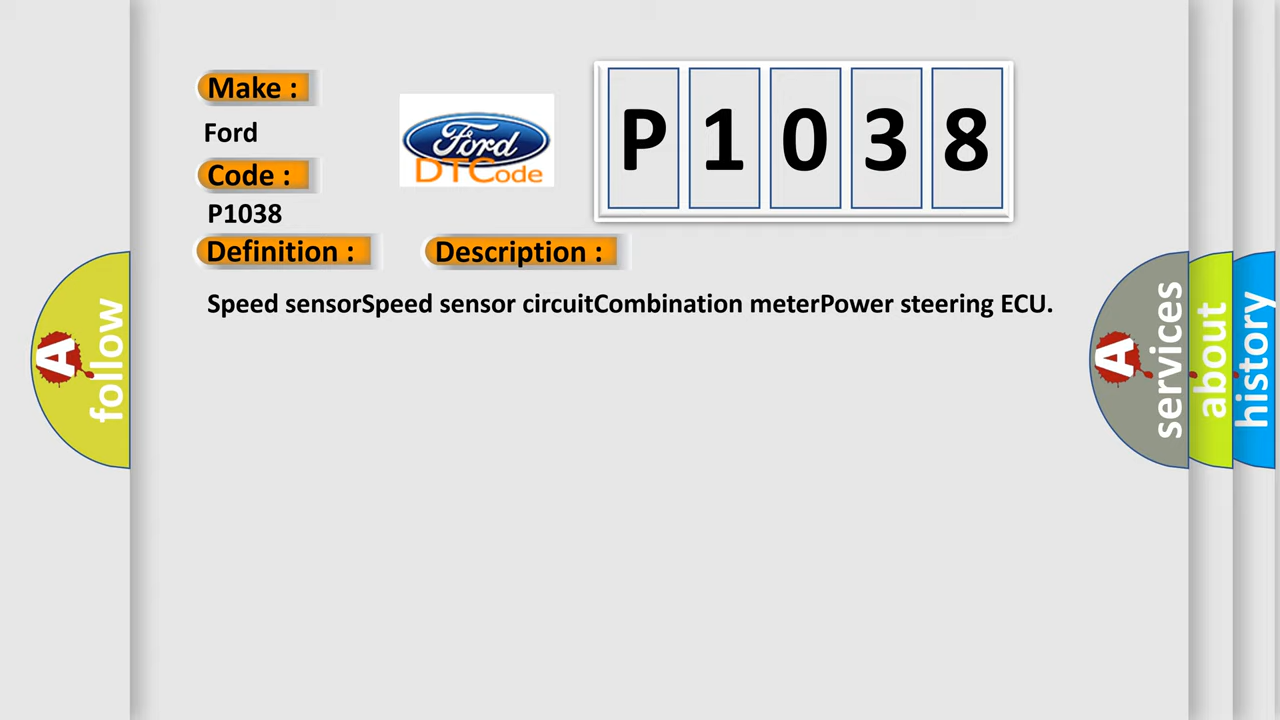 Make :
Ford
Code :
P1038
Ford
DTCode
P 1 0 3 8
Definition :
Description :
Speed sensorSpeed sensor circuitCombination meterPower steering ECU.
A follow
A services
about
history